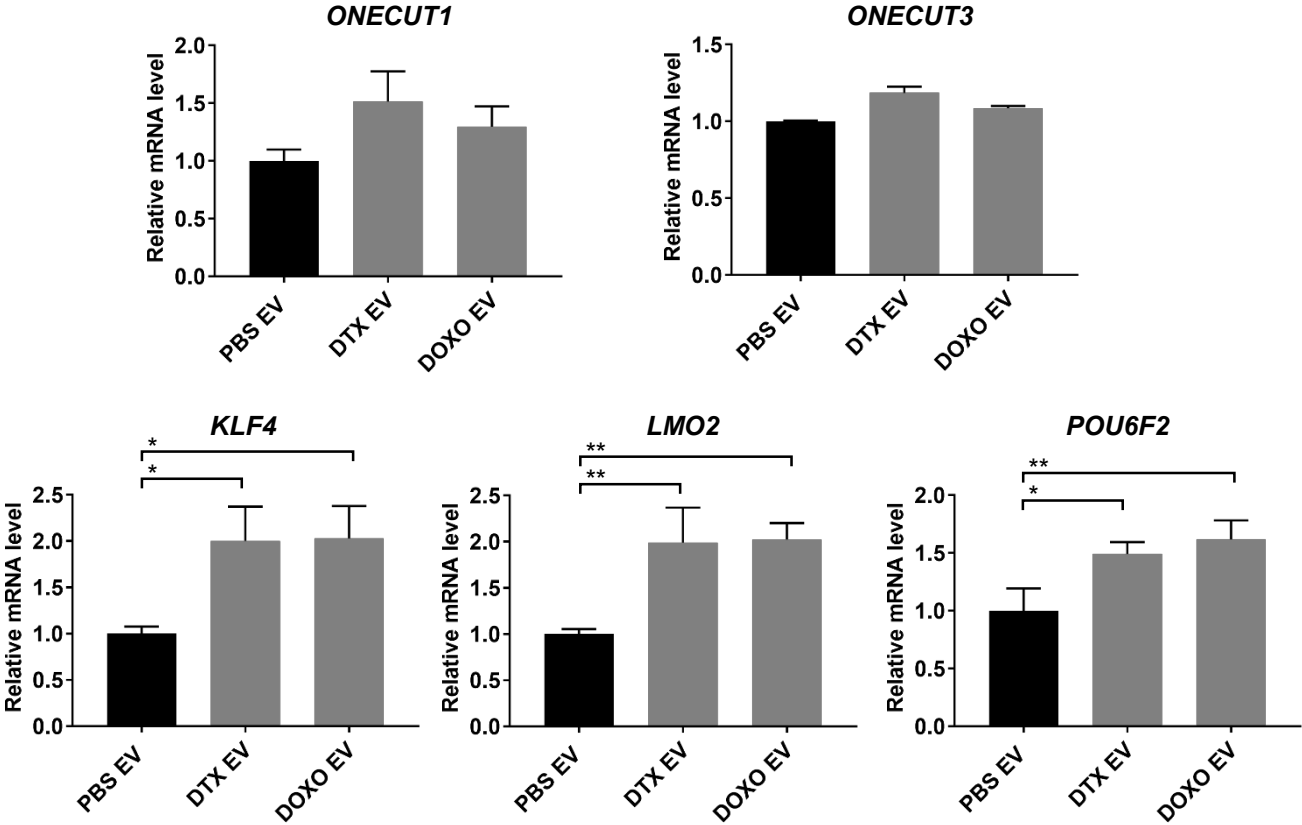 ONECUT1
Relative mRNA level
2.0
1.5
1.0
0.5
0.0
PBS EV
DTX EV
DOXO EV
ONECUT3
Relative mRNA level
1.5
1.0
0.5
0.0
PBS EV
DTX EV
DOXO EV
KLF4
*
*
Relative mRNA level
2.5
2.0
1.5
1.0
0.5
0.0
PBS EV
DTX EV
DOXO EV
LMO2
**
**
Relative mRNA level
2.5
2.0
1.5
1.0
0.5
0.0
PBS EV
DTX EV
DOXO EV
POU6F2
**
*
Relative mRNA level
2.0
1.5
1.0
0.5
0.0
PBS EV
DTX EV
DOXO EV